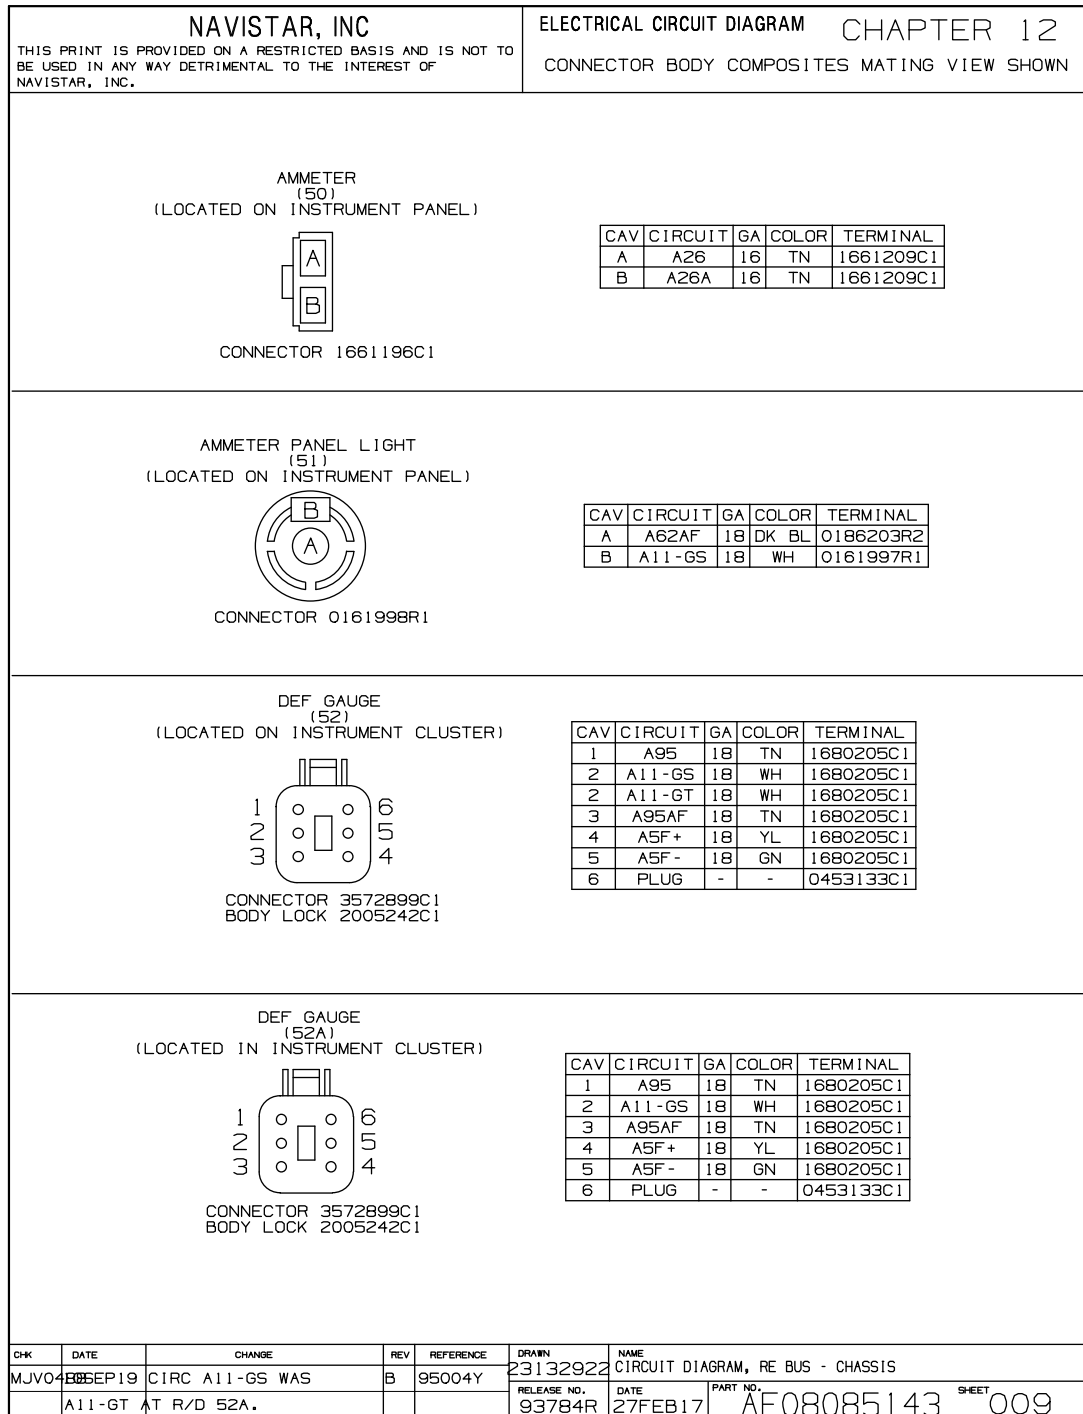 NAVISTAR, INC
THIS PRINT IS PROVIDED ON A RESTRICTED BASIS AND IS NOT TO
BE USED IN ANY WAY DETRIMENTAL TO THE INTEREST OF
NAVISTAR, INC.
ELECTRICAL CIRCUIT DIAGRAM CHAPTER 12
CONNECTOR BODY COMPOSITES MATING VIEW SHOWN
AMMETER
(50)
(LOCATED ON INSTRUMENT PANEL)
A
B
CONNECTOR 1661196C1
CAV CIRCUIT GA COLOR TERMINAL
A A26 16 TN 1661209C1
B A26A 16 TN 1661209C1
AMMETER PANEL LIGHT
(51)
(LOCATED ON INSTRUMENT PANEL)
B
A
CONNECTOR 0161998R1
CAV CIRCUIT GA COLOR TERMINAL
A A62AF 18 DK BL 0186203R2
B A11-GS 18 WH 0161997R1
DEF GAUGE
(52)
(LOCATED ON INSTRUMENT CLUSTER)
1 6
2 5
3 4
CONNECTOR 3572899C1
BODY LOCK 2005242C1
CAV CIRCUIT GA COLOR TERMINAL
1 A95 18 TN 1680205C1
2 A11-GS 18 WH 1680205C1
2 A11-GT 18 WH 1680205C1
3 A95AF 18 TN 1680205C1
4 A5F+ 18 YL 1680205C1
5 A5F- 18 GN 1680205C1
6 PLUG - - 0453133C1
DEF GAUGE
(52A)
(LOCATED IN INSTRUMENT CLUSTER)
1 6
2 5
3 4
CONNECTOR 3572899C1
BODY LOCK 2005242C1
CAV CIRCUIT GA COLOR TERMINAL
1 A95 18 TN 1680205C1
2 A11-GS 18 WH 1680205C1
3 A95AF 18 TN 1680205C1
4 A5F+ 18 YL 1680205C1
5 A5F- 18 GN 1680205C1
6 PLUG - - 0453133C1
CHK DATE CHANGE REV REFERENCE
CIRC A11-GS WAS B 95004Y
A11-GT AT R/D 52A.
DRAWN
23132922
NAME
CIRCUIT DIAGRAM, RE BUS - CHASSIS
RELEASE NO.
93784R
DATE
27FEB17
PART NO.
AF08085143
SHEET
009